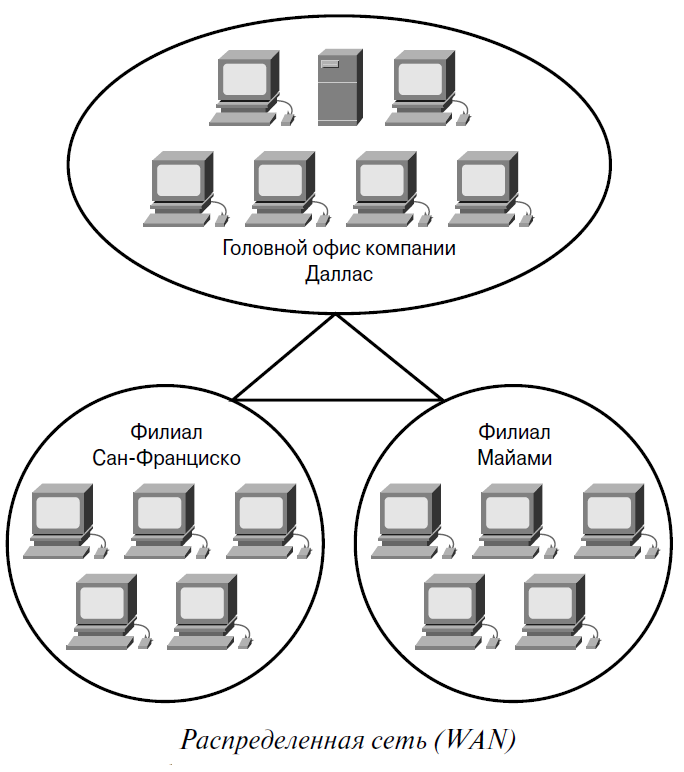 Головной офис компании
Даллас
Филиал
Сан-Франциско
Филиал
Майами
Распределенная сеть (WAN)